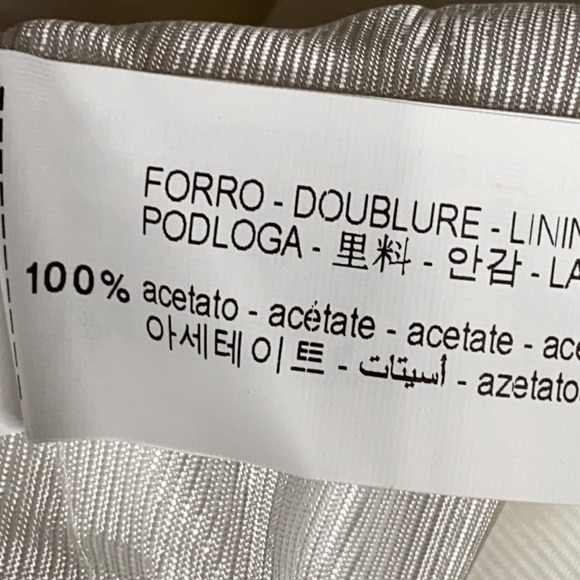 FORRO - DOUBLURE - LININ
PODLOGA - 里料 - 안감 - LA
100% acetato - acétate - acetate - ace
아세테이트 - أسيتات - azetato